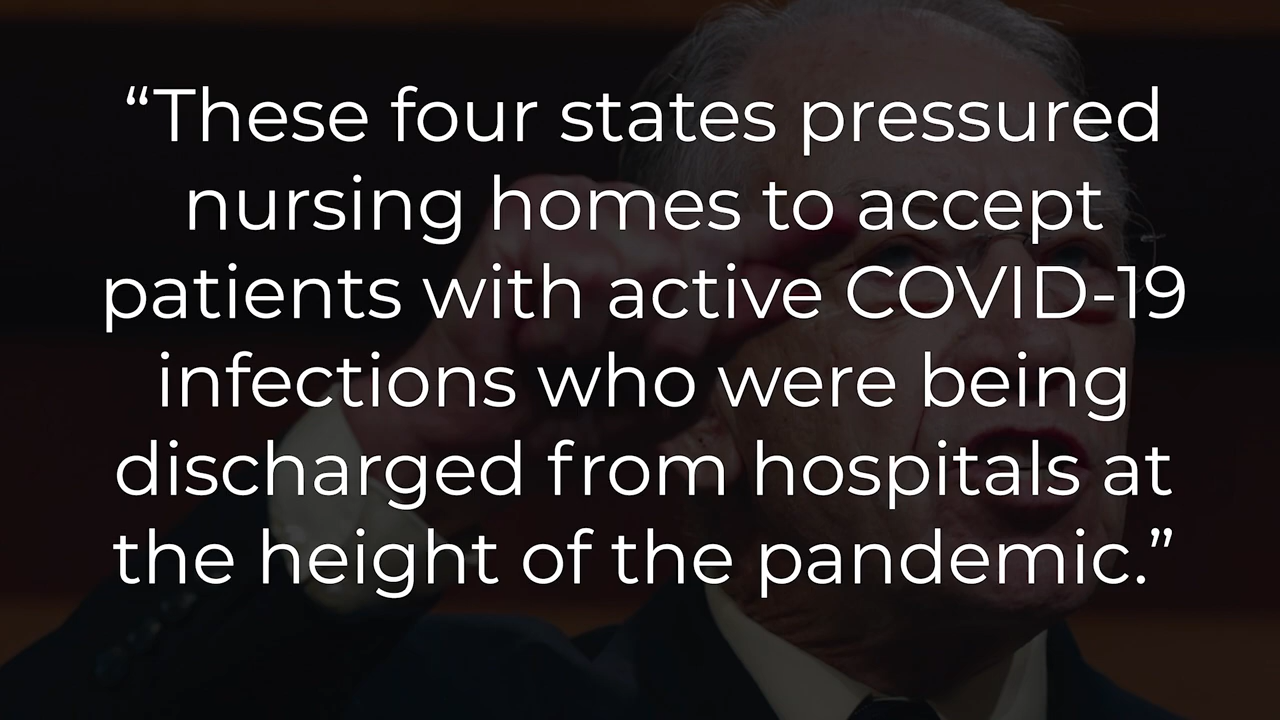 “These four states pressured
nursing homes to accept
patients with active COVID-19
infections who were being
discharged from hospitals at
the height of the pandemic.”